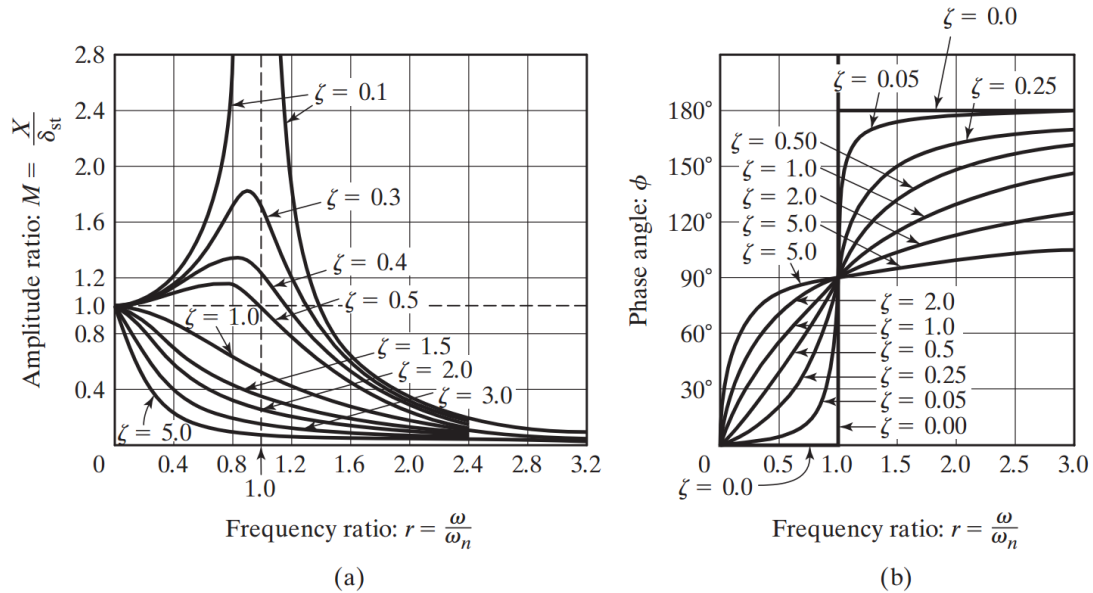 Amplitude ratio: M = X/δst
2.8
2.4
2.0
1.6
1.2
1.0
0.8
0.4
ζ = 0.1
ζ = 0.3
ζ = 0.4
ζ = 0.5
ζ = 1.0
ζ = 1.5
ζ = 2.0
ζ = 3.0
ζ = 5.0
0 0.4 0.8 1.2 1.6 2.0 2.4 2.8 3.2
1.0
Frequency ratio: r = ω/ωn
(a)
Phase angle: ϕ
180°
150°
120°
90°
60°
30°
ζ = 0.0
ζ = 0.05
ζ = 0.25
ζ = 0.50
ζ = 1.0
ζ = 2.0
ζ = 5.0
ζ = 5.0
ζ = 2.0
ζ = 1.0
ζ = 0.5
ζ = 0.25
ζ = 0.05
ζ = 0.00
0 0.5 1.0 1.5 2.0 2.5 3.0
ζ = 0.0
Frequency ratio: r = ω/ωn
(b)